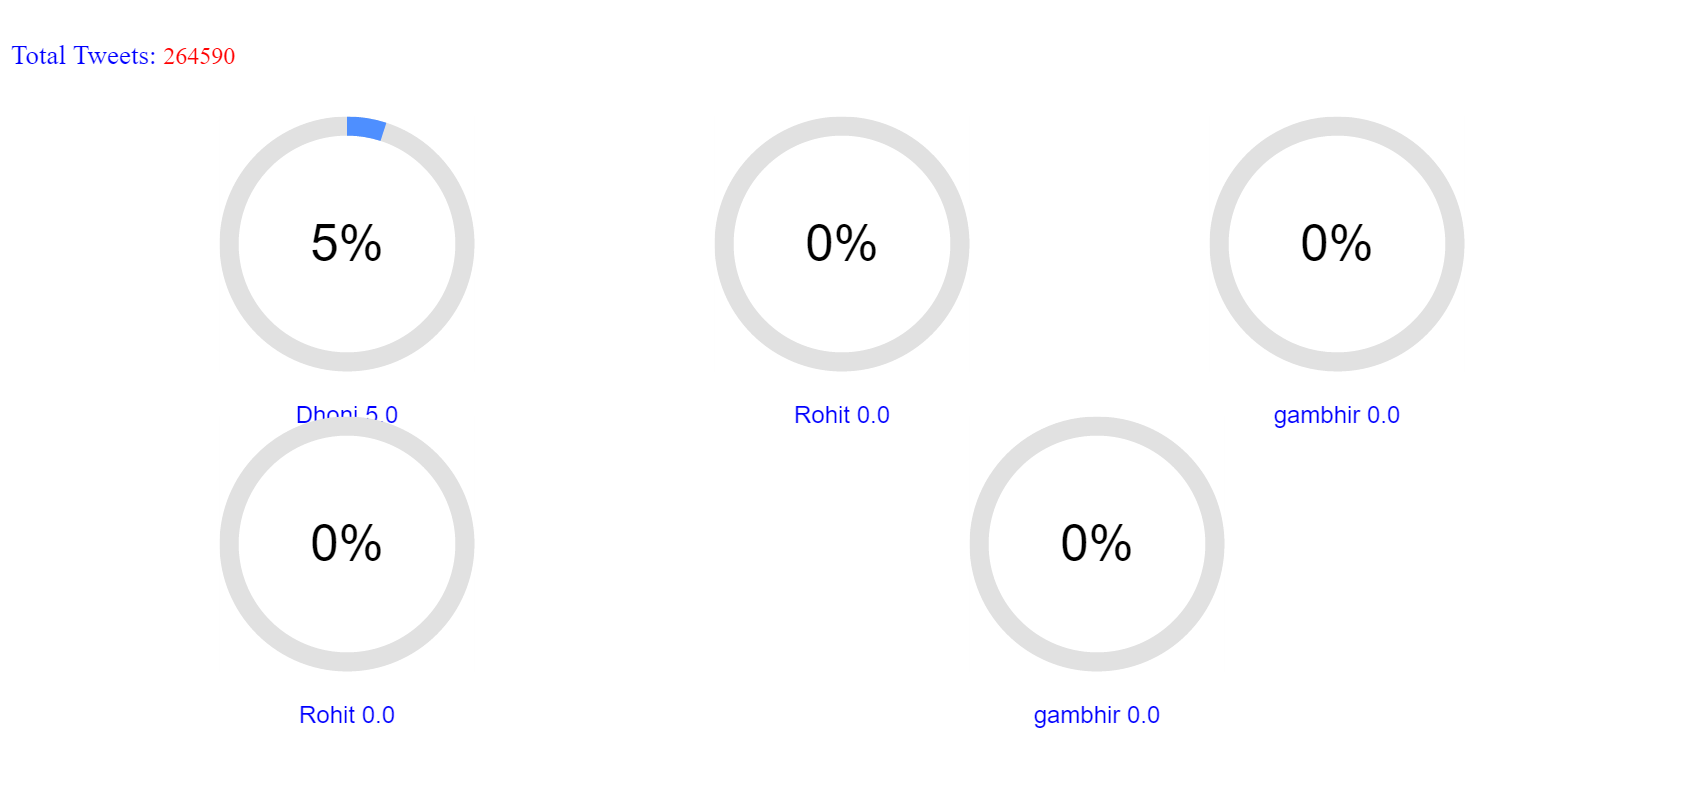 Total Tweets: 264590
5%
0%
0%
Dhoni 5.0
Rohit 0.0
gambhir 0.0
0%
0%
Rohit 0.0
gambhir 0.0